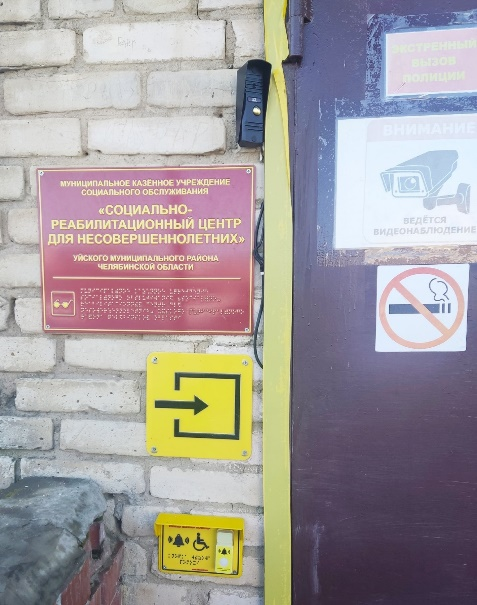 МУНИЦИПАЛЬНОЕ КАЗЁННОЕ УЧРЕЖДЕНИЕ
СОЦИАЛЬНОГО ОБСЛУЖИВАНИЯ
«СОЦИАЛЬНО-
РЕАБИЛИТАЦИОННЫЙ ЦЕНТР
ДЛЯ НЕСОВЕРШЕННОЛЕТНИХ»
УЙСКОГО МУНИЦИПАЛЬНОГО РАЙОНА
ЧЕЛЯБИНСКОЙ ОБЛАСТИ
ЭКСТРЕННЫЙ
ВЫЗОВ
ПОЛИЦИИ
ВНИМАНИЕ
ВЕДЁТСЯ
ВИДЕОНАБЛЮДЕНИЕ